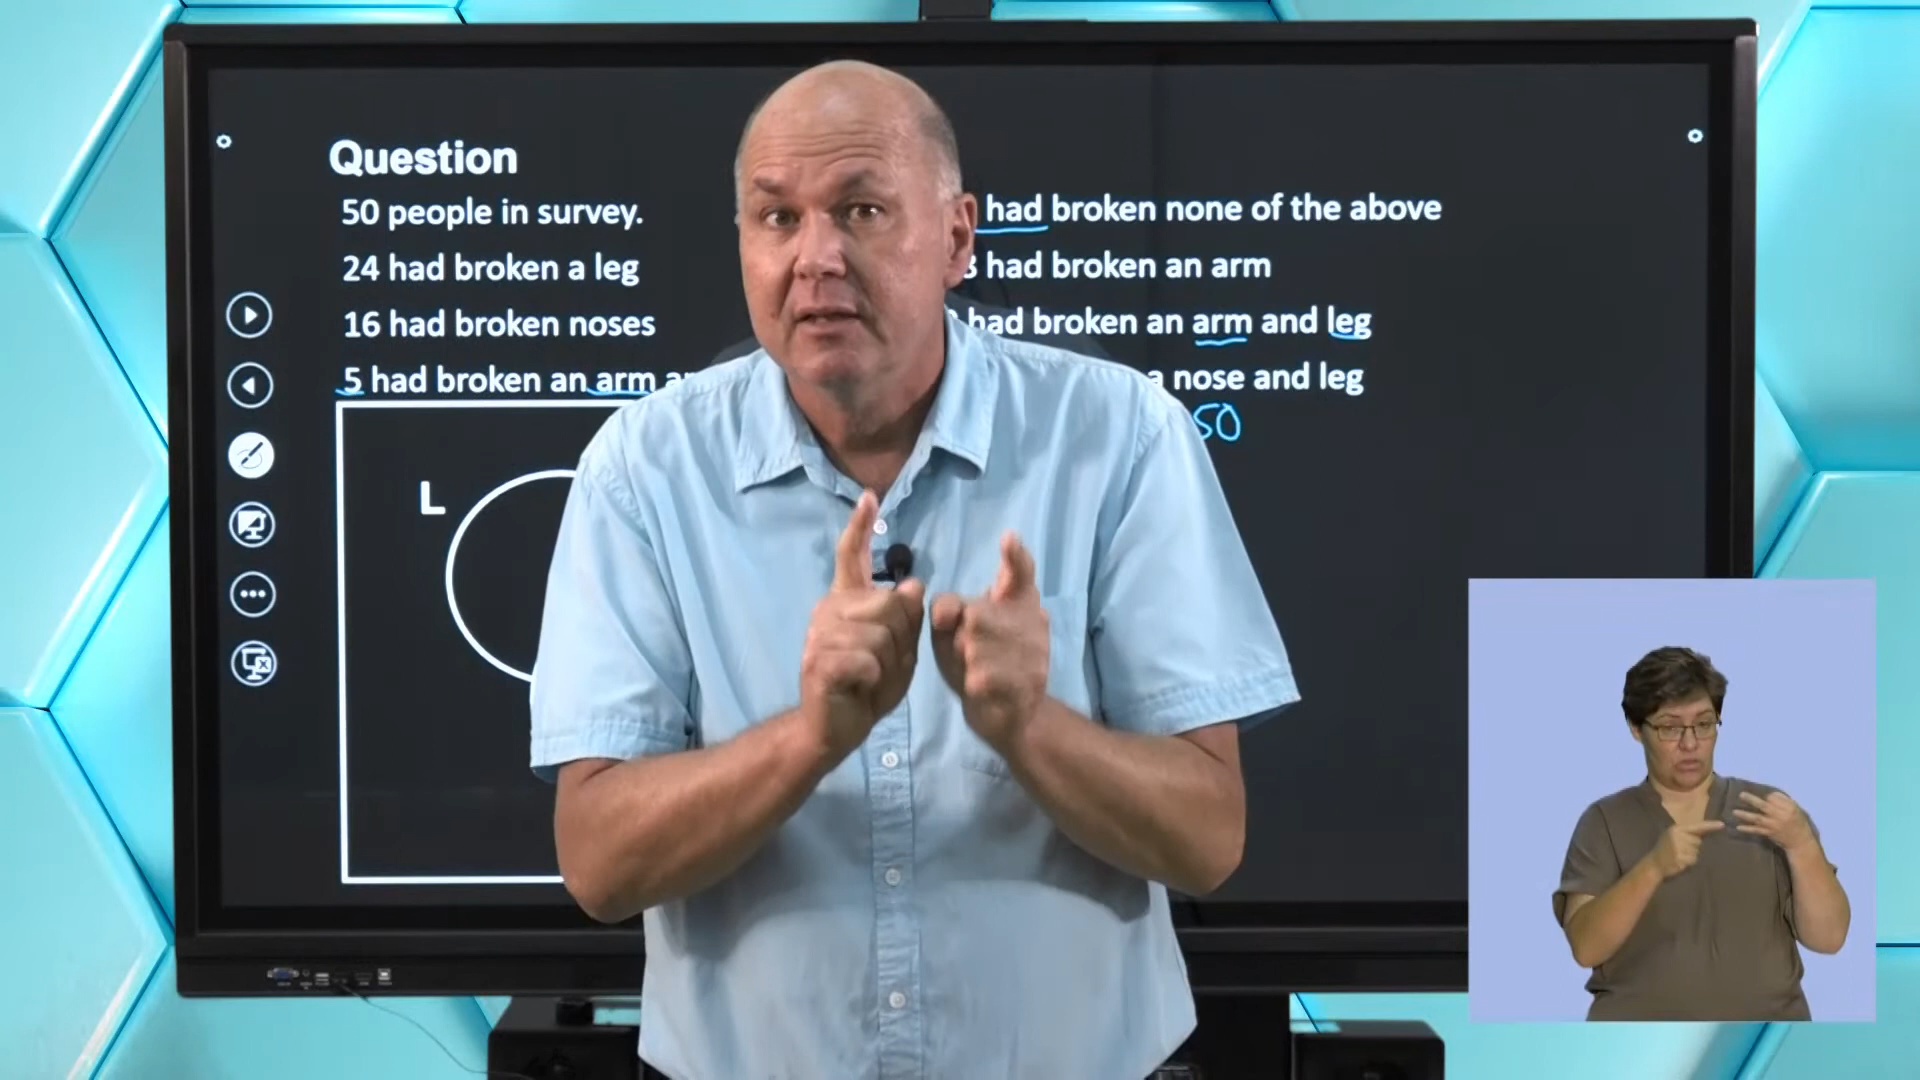 Question
50 people in survey.
had broken none of the above
24 had broken a leg
had broken an arm
16 had broken noses
had broken an arm and leg
5 had broken an arm
a nose and leg
50
L